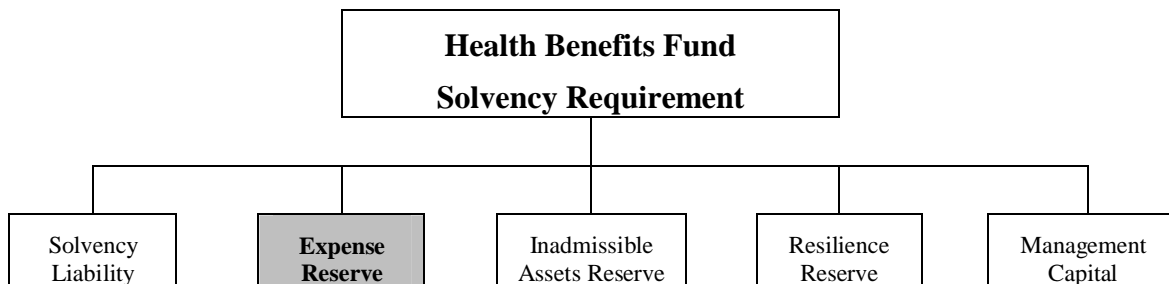 Health Benefits Fund
Solvency Requirement
Solvency
Liability
Expense
Reserve
Inadmissible
Assets Reserve
Resilience
Reserve
Management
Capital